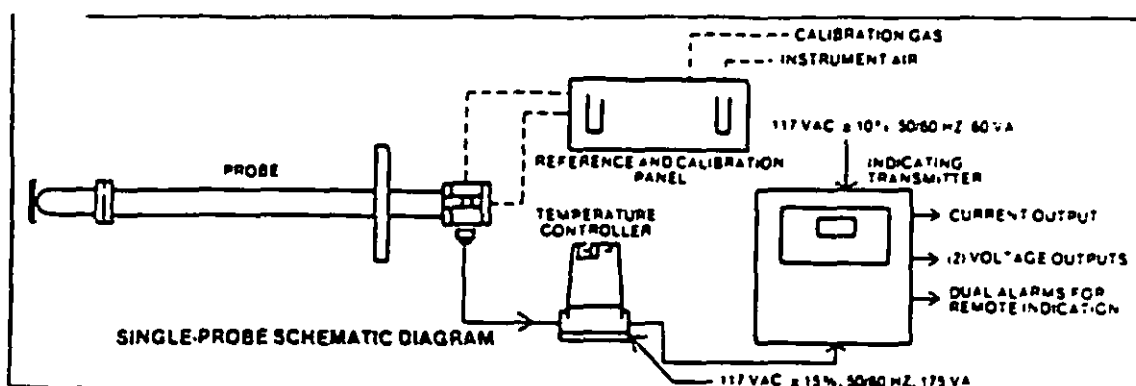 CALIBRATION GAS
INSTRUMENT AIR
117 VAC ± 10%, 50/60 HZ, 60 VA
PROBE
REFERENCE AND CALIBRATION
PANEL
INDICATING
TRANSMITTER
TEMPERATURE
CONTROLLER
CURRENT OUTPUT
(2) VOLTAGE OUTPUTS
DUAL ALARMS FOR
REMOTE INDICATION
SINGLE-PROBE SCHEMATIC DIAGRAM
117 VAC ± 15%, 50/60 HZ, 175 VA